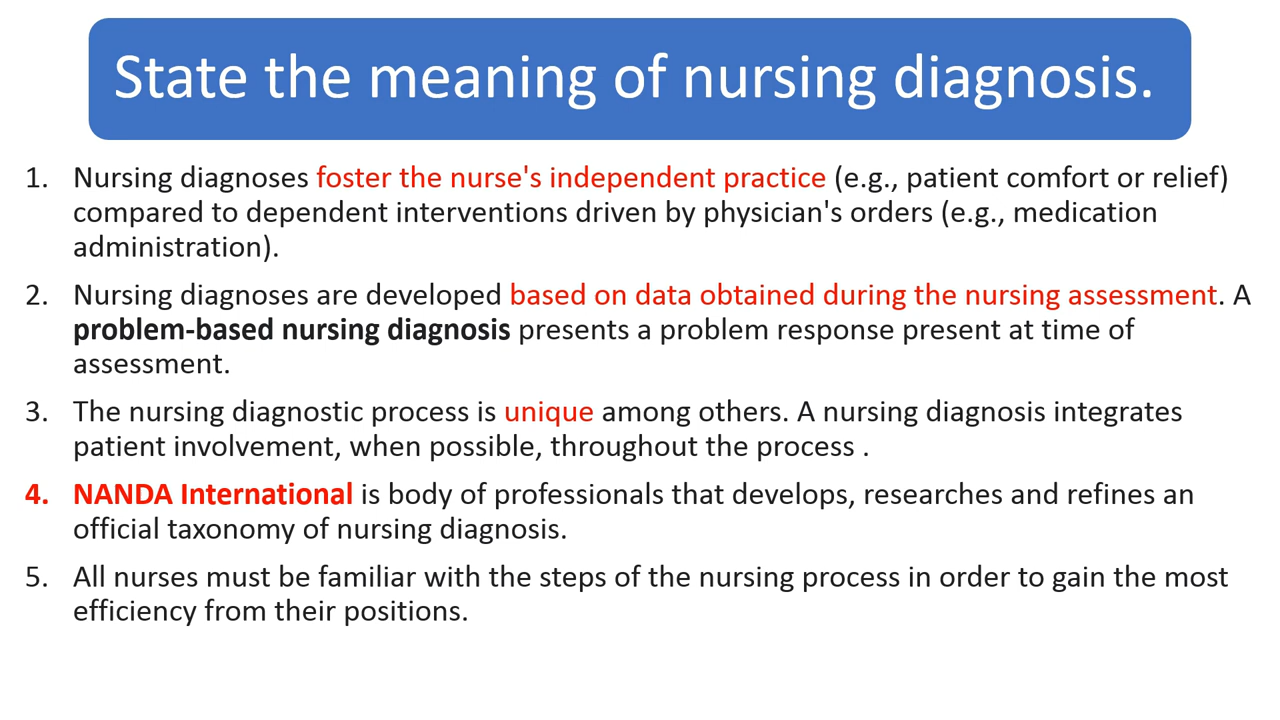 State the meaning of nursing diagnosis.
1. Nursing diagnoses foster the nurse's independent practice (e.g., patient comfort or relief)
compared to dependent interventions driven by physician's orders (e.g., medication
administration).
2. Nursing diagnoses are developed based on data obtained during the nursing assessment. A
problem-based nursing diagnosis presents a problem response present at time of
assessment.
3. The nursing diagnostic process is unique among others. A nursing diagnosis integrates
patient involvement, when possible, throughout the process .
4. NANDA International is body of professionals that develops, researches and refines an
official taxonomy of nursing diagnosis.
5. All nurses must be familiar with the steps of the nursing process in order to gain the most
efficiency from their positions.